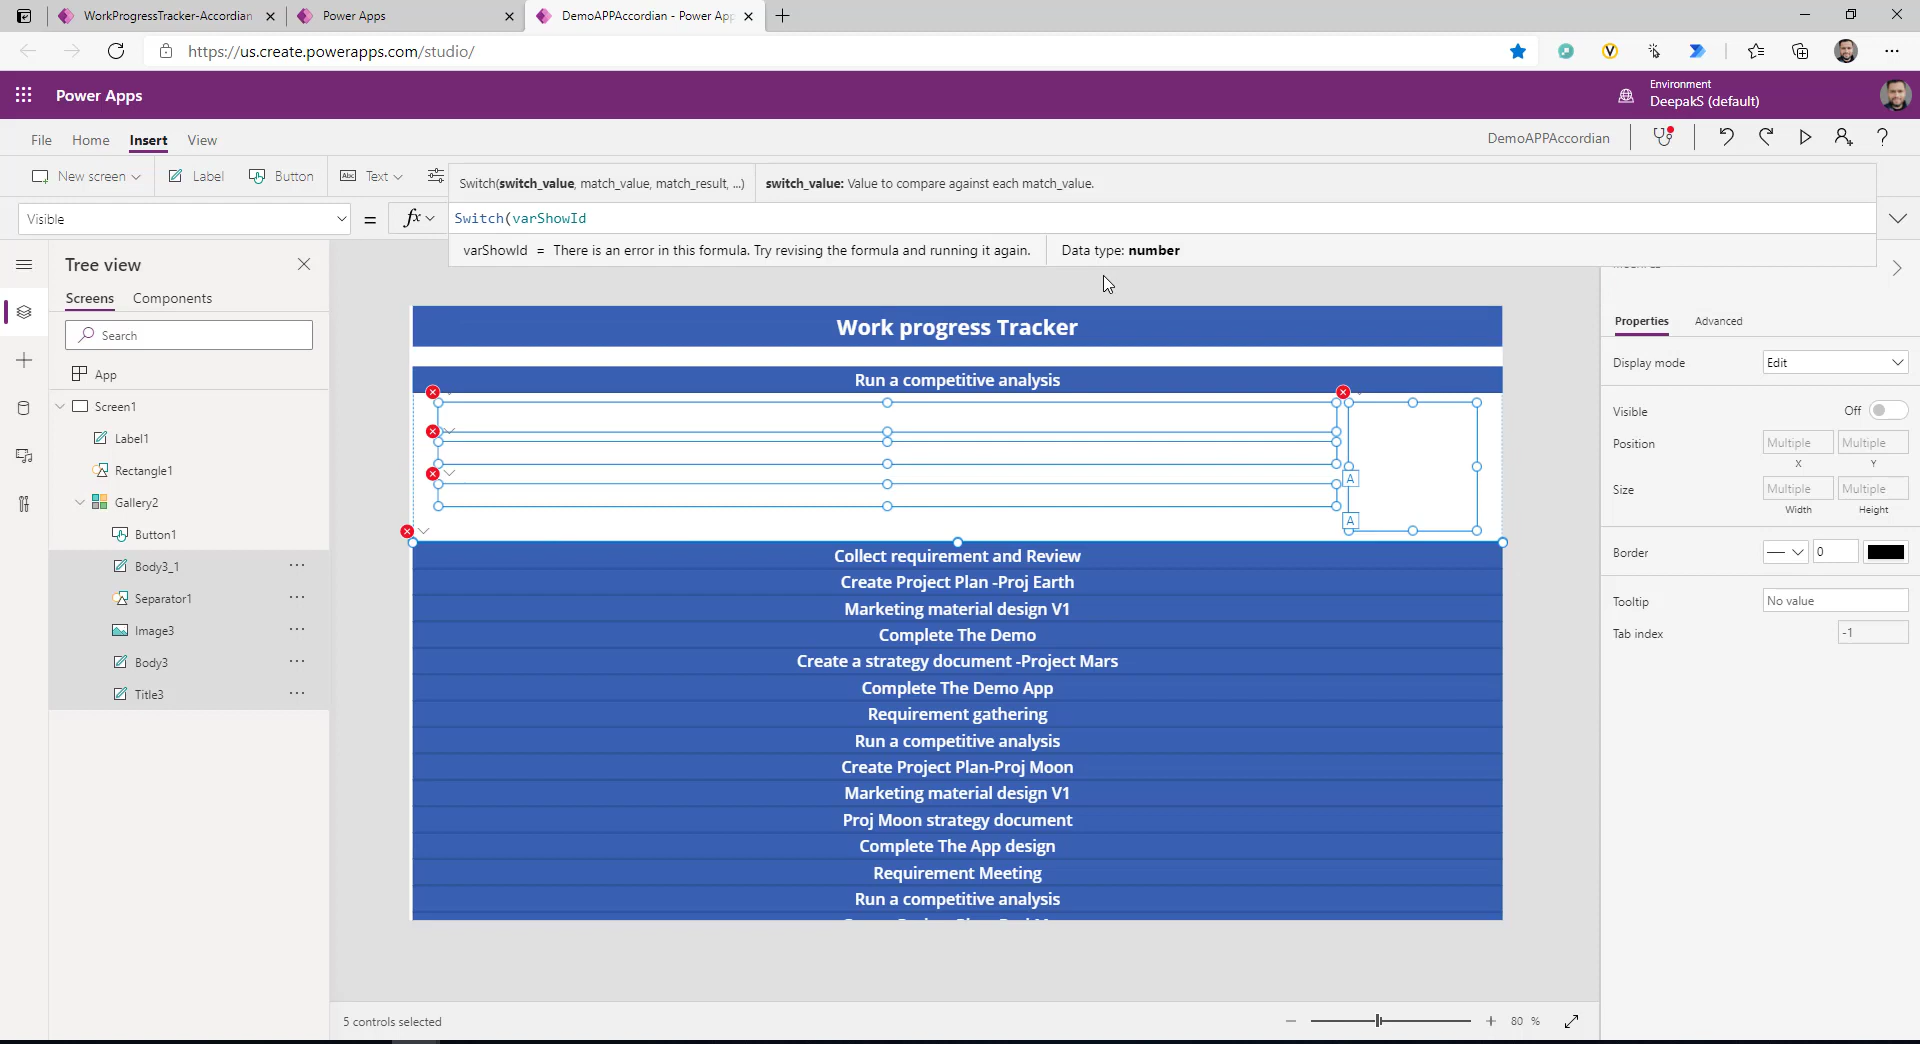 WorkProgressTracker-Accordian
Power Apps
DemoAPPAccordian - Power App
https://us.create.powerapps.com/studio/
Power Apps
Environment
DeepakS (default)
File
Home
Insert
View
DemoAPPAccordian
New screen
Label
Button
Abc
Text
Switch(switch_value, match_value, match_result, ...)
switch_value: Value to compare against each match_value.
Visible
=
fx
Switch(varShowId
varShowId = There is an error in this formula. Try revising the formula and running it again.
Data type: number
Tree view
Screens
Components
Search
App
Screen1
Label1
Rectangle1
Gallery2
Button1
Body3_1
Separator1
Image3
Body3
Title3
Work progress Tracker
Run a competitive analysis
A
A
Collect requirement and Review
Create Project Plan -Proj Earth
Marketing material design V1
Complete The Demo
Create a strategy document -Project Mars
Complete The Demo App
Requirement gathering
Run a competitive analysis
Create Project Plan-Proj Moon
Marketing material design V1
Proj Moon strategy document
Complete The App design
Requirement Meeting
Run a competitive analysis
Properties
Advanced
Display mode
Edit
Visible
Off
Position
Multiple
Multiple
X
Y
Size
Multiple
Multiple
Width
Height
Border
0
Tooltip
No value
Tab index
-1
5 controls selected
80 %